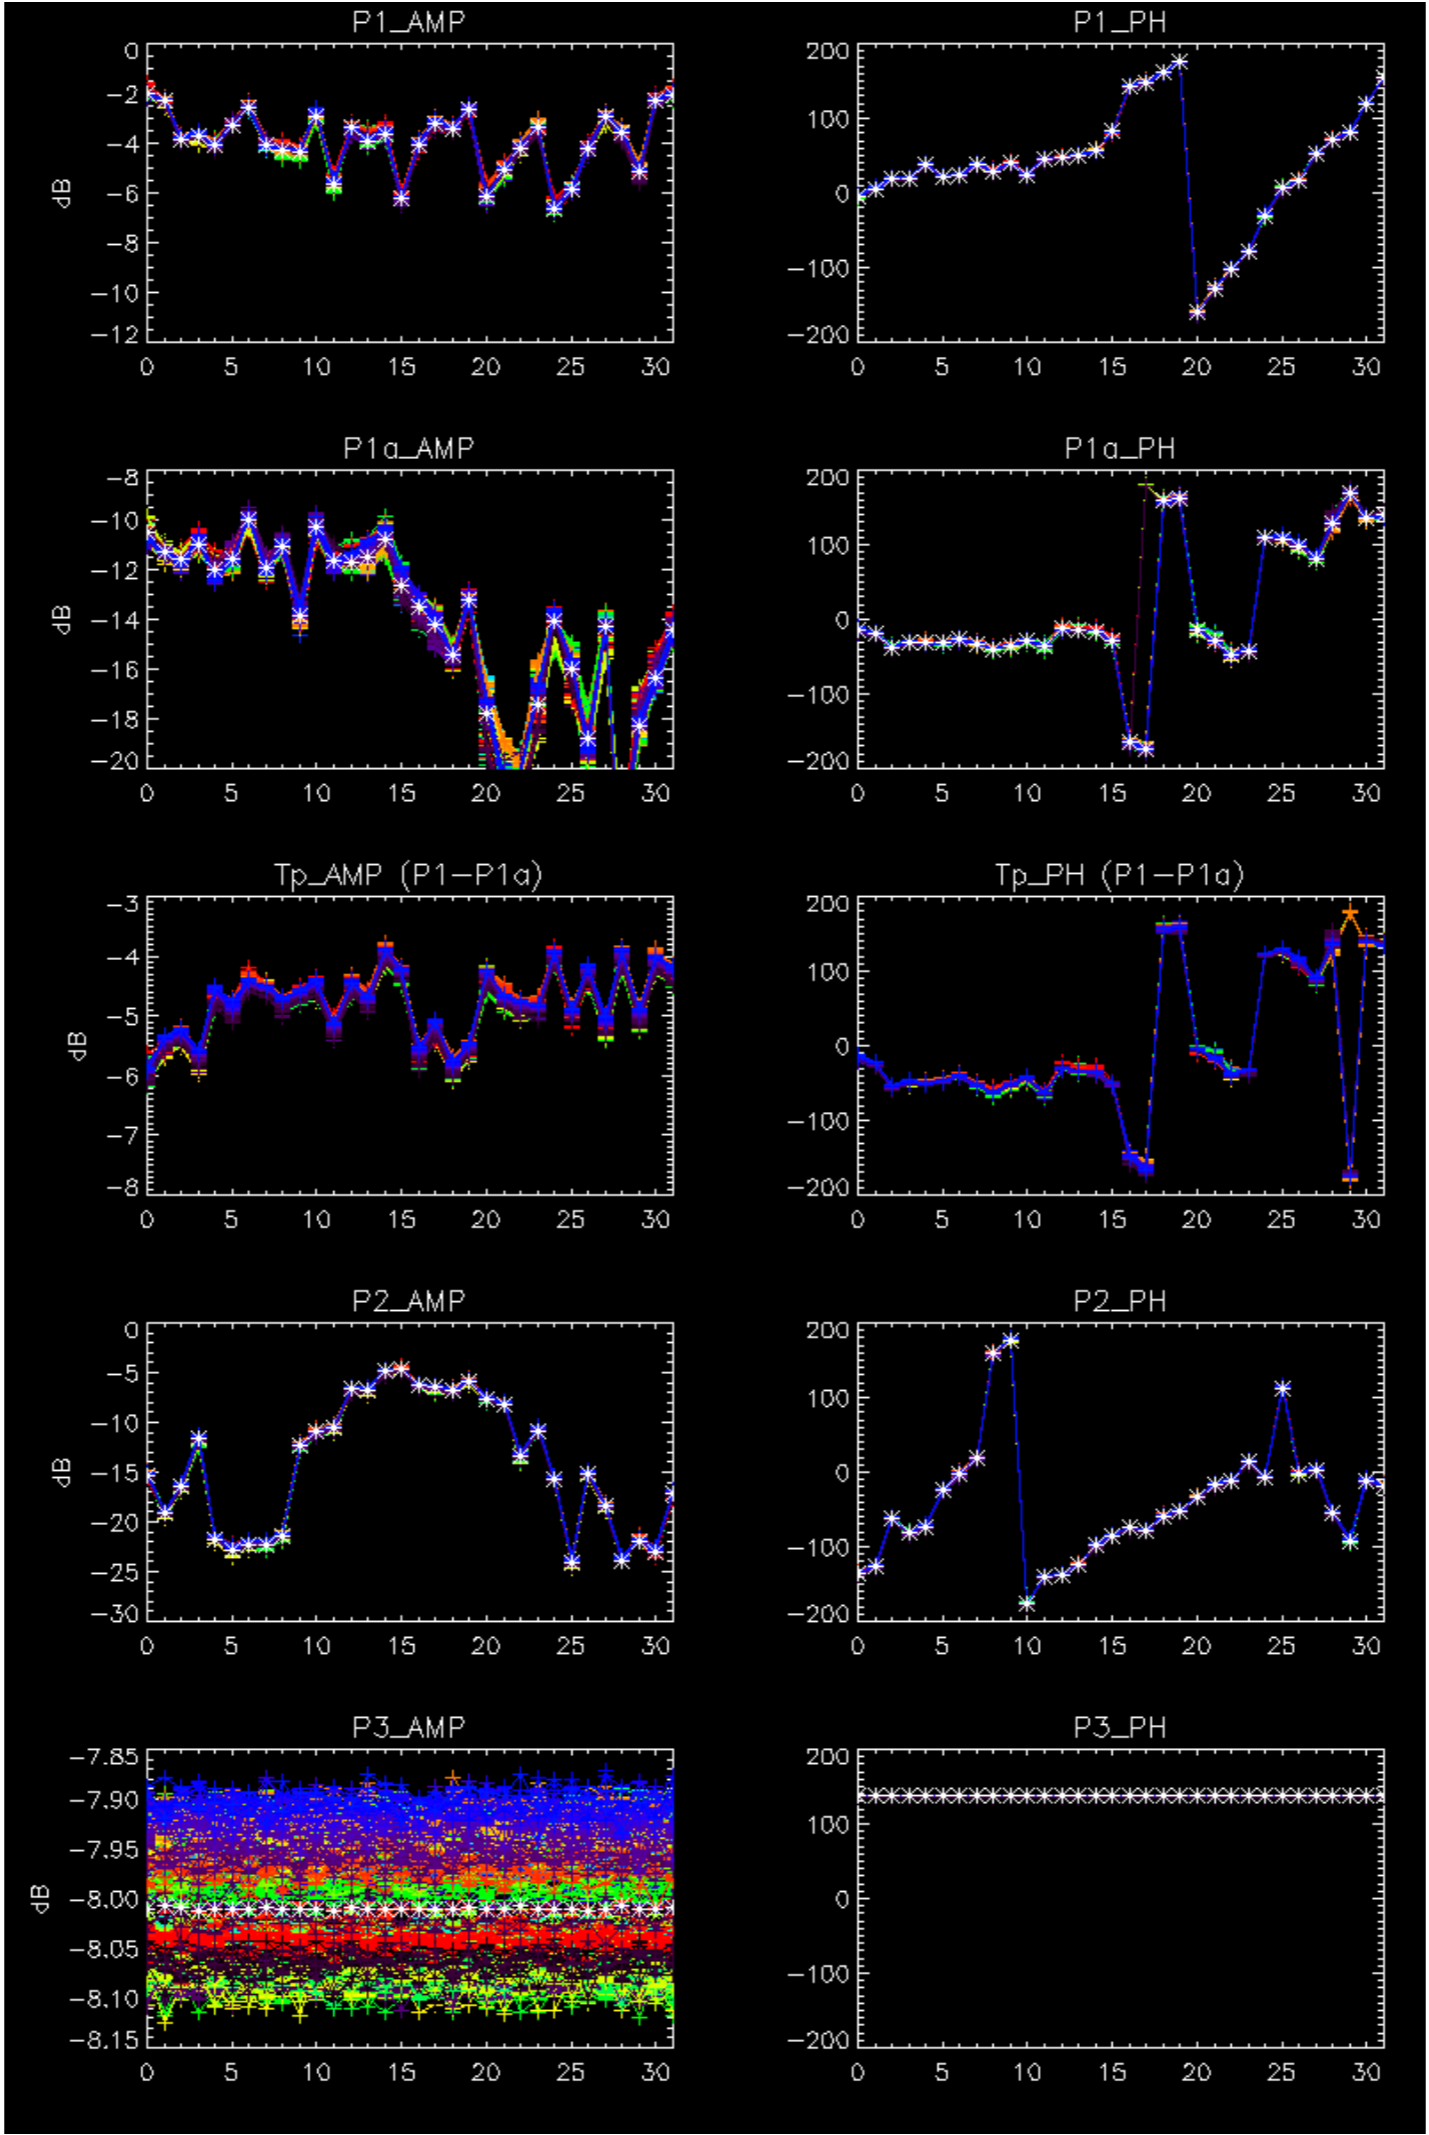 P1_AMP P1_PH
0 200
−2
−4 100
−6 0
−8
−10 −100
−12 −200
dB
0 5 10 15 20 25 30 0 5 10 15 20 25 30
P1a_AMP P1a_PH
−8 200
−10 100
−12
−14 0
−16
−18 −100
−20 −200
dB
0 5 10 15 20 25 30 0 5 10 15 20 25 30
Tp_AMP (P1−P1a) Tp_PH (P1−P1a)
−3 200
−4 100
−5 0
−6
−7 −100
−8 −200
dB
0 5 10 15 20 25 30 0 5 10 15 20 25 30
P2_AMP P2_PH
0 200
−5
−10 100
−15 0
−20
−25 −100
−30 −200
dB
0 5 10 15 20 25 30 0 5 10 15 20 25 30
P3_AMP P3_PH
−7.85 200
−7.90 100
−7.95
−8.00 0
−8.05
−8.10 −100
−8.15 −200
dB
0 5 10 15 20 25 30 0 5 10 15 20 25 30